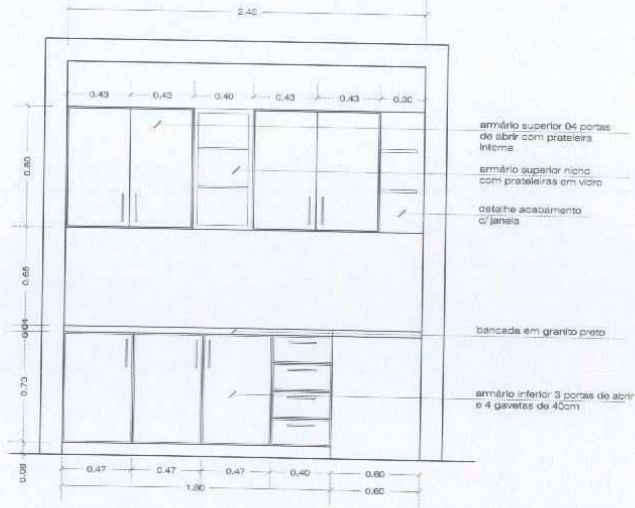 2.40
0.43 0.43 0.40 0.43 0.43 0.30
armário superior 04 portas
de abrir com prateleira
interna
armário superior nicho
com prateleiras em vidro
detalhe acabamento
c/ janela
0.80
0.65
0.04
bancada em granito preto
0.73
armário inferior 3 portas de abrir
e 4 gavetas de 40cm
0.08
0.47 0.47 0.47 0.40 0.60
1.80 0.60